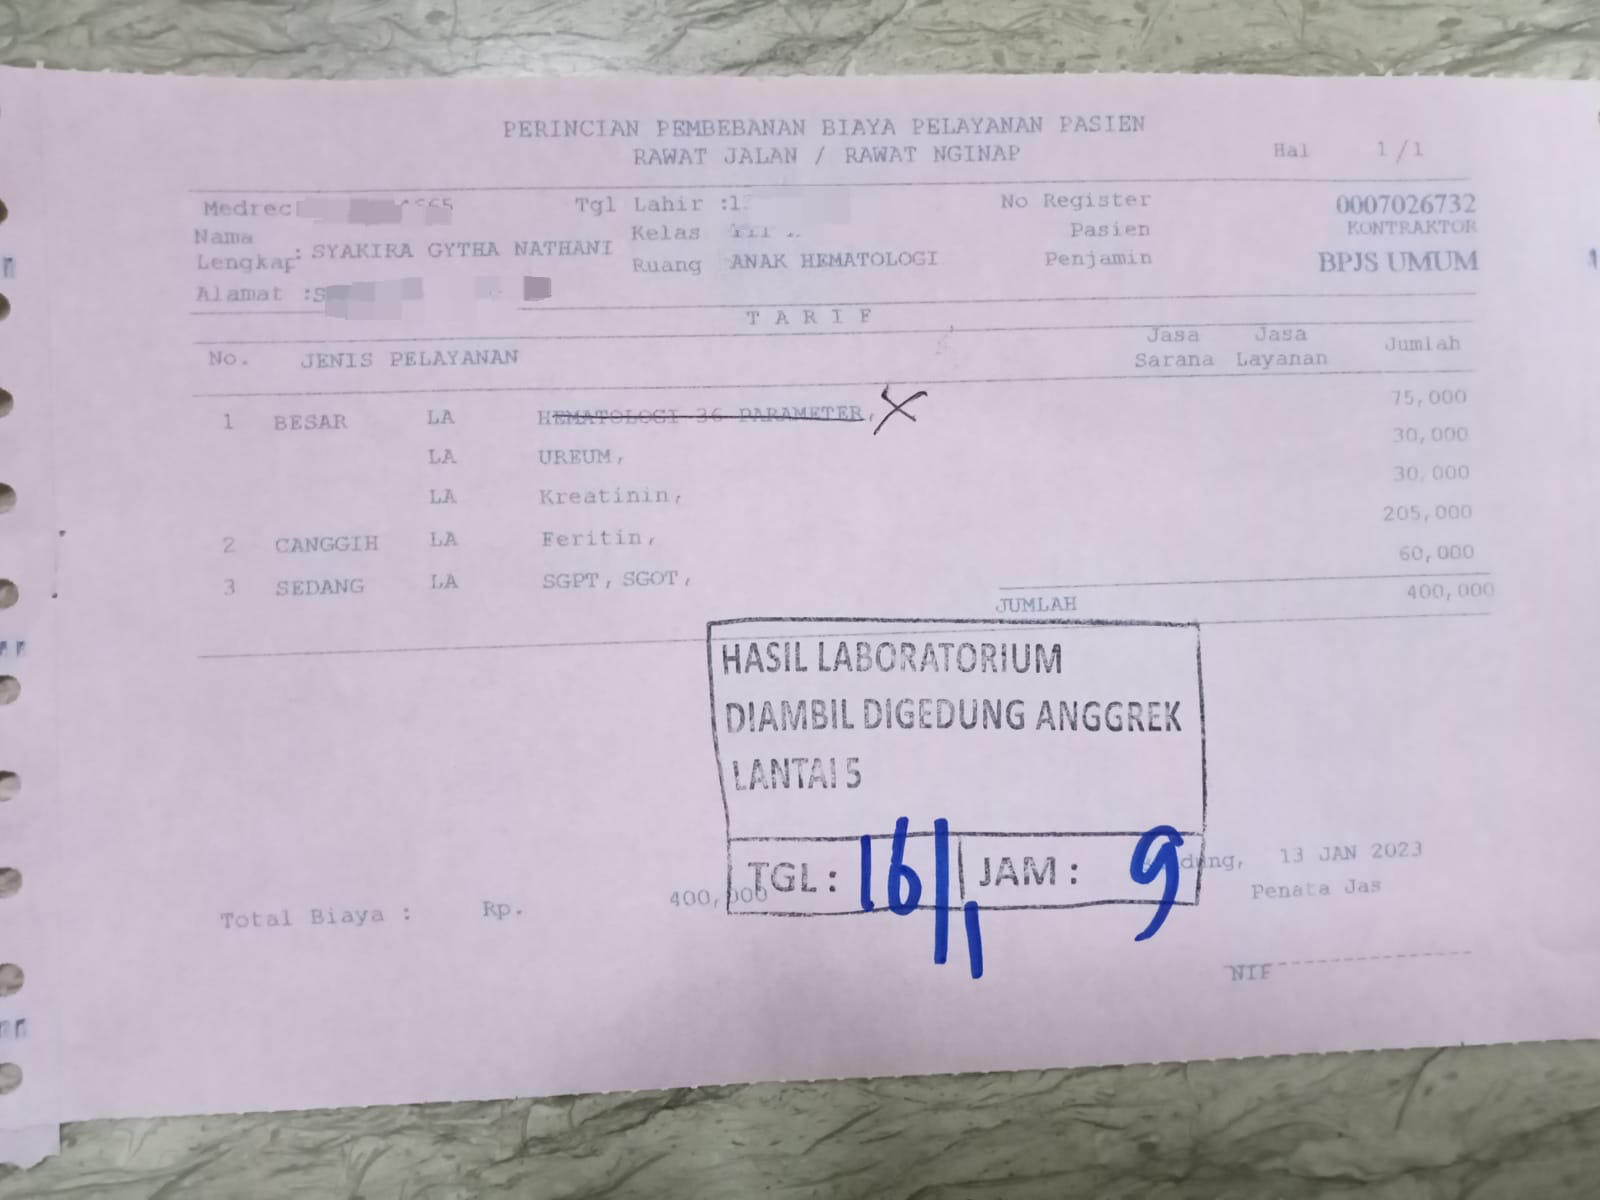 PERINCIAN PEMBEBANAN BIAYA PELAYANAN PASIEN
RAWAT JALAN / RAWAT NGINAP
Hal 1/1
Medrec
Tgl Lahir :
No Register 0007026732
Nama Lengkap : SYAKIRA GYTHA NATHANI
Kelas
Pasien KONTRAKTOR
Ruang ANAK HEMATOLOGI
Penjamin BPJS UMUM
Alamat :
T A R I F
No. JENIS PELAYANAN Jasa Sarana Jasa Layanan Jumlah
1 BESAR LA HEMATOLOGI 36 PARAMETER, 75,000
LA UREUM, 30,000
LA Kreatinin, 30,000
2 CANGGIH LA Feritin, 205,000
3 SEDANG LA SGPT, SGOT, 60,000
JUMLAH 400,000
HASIL LABORATORIUM
DIAMBIL DIGEDUNG ANGGREK
LANTAI 5
TGL : 16/1 JAM : 9
13 JAN 2023
Penata Jas
Total Biaya : Rp. 400,000
NIP